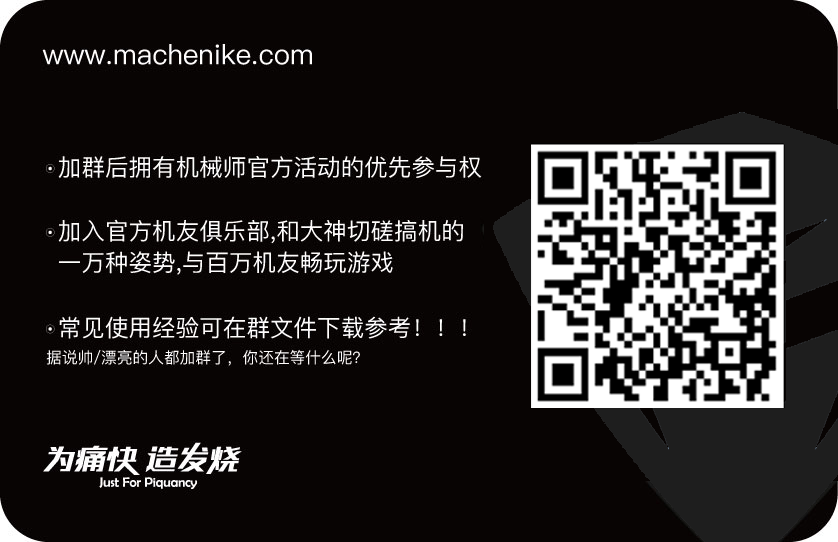 www.machenike.com
加群后拥有机械师官方活动的优先参与权
加入官方机友俱乐部,和大神切磋搞机的
一万种姿势,与百万机友畅玩游戏
常见使用经验可在群文件下载参考！！！
据说帅/漂亮的人都加群了，你还在等什么呢？
为痛快 造发烧
Just For Piquancy